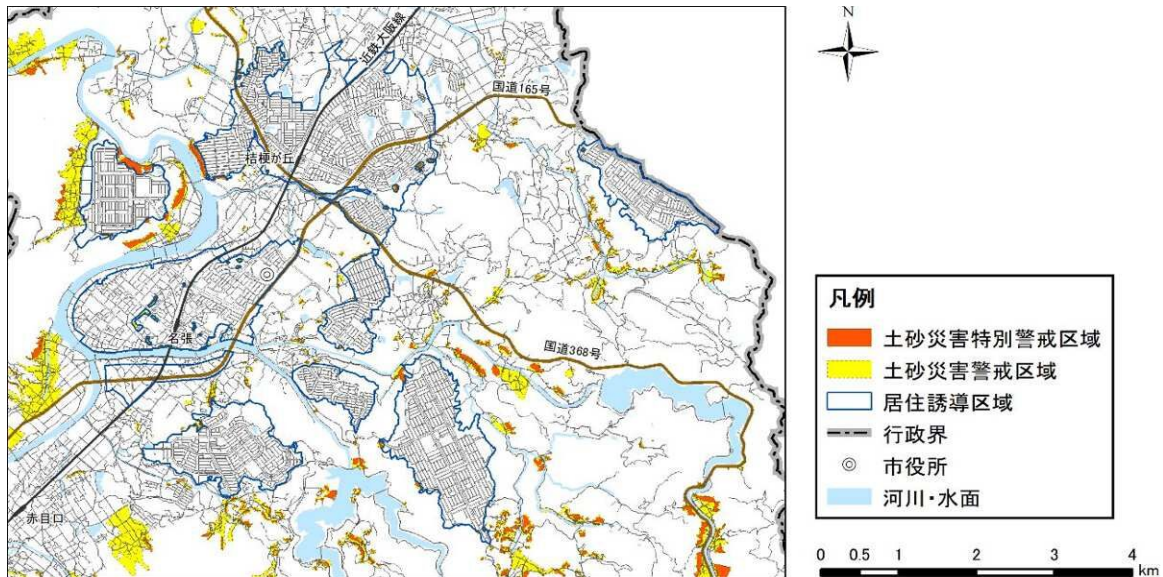 近鉄大阪線
国道165号
桔梗が丘
名張
国道368号
赤目口
N
凡例
土砂災害特別警戒区域
土砂災害警戒区域
居住誘導区域
行政界
市役所
河川・水面
0 0.5 1 2 3 4
km